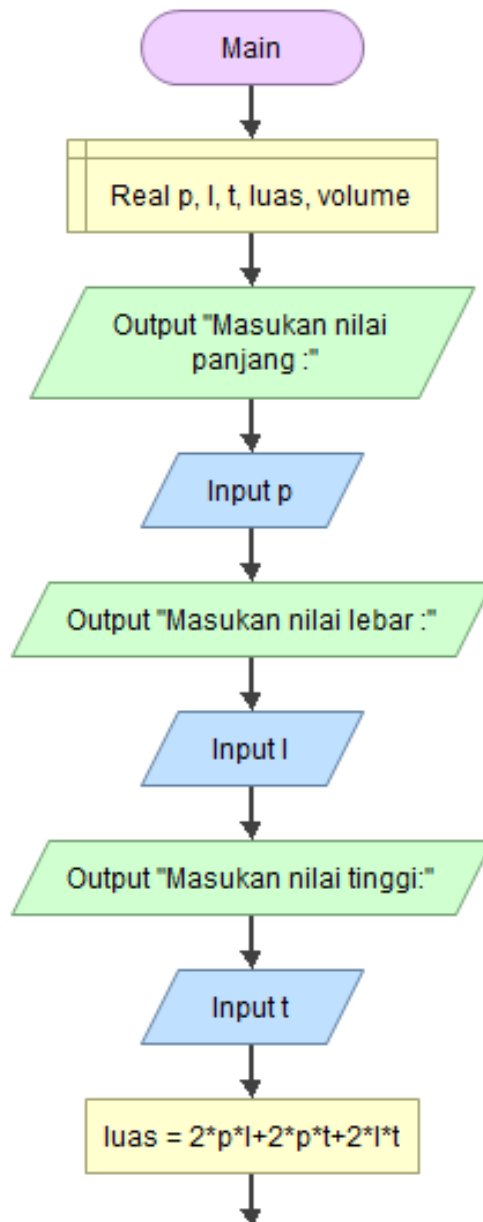 Main
Real p, l, t, luas, volume
Output "Masukan nilai
panjang :"
Input p
Output "Masukan nilai lebar :"
Input l
Output "Masukan nilai tinggi:"
Input t
luas = 2*p*l+2*p*t+2*l*t